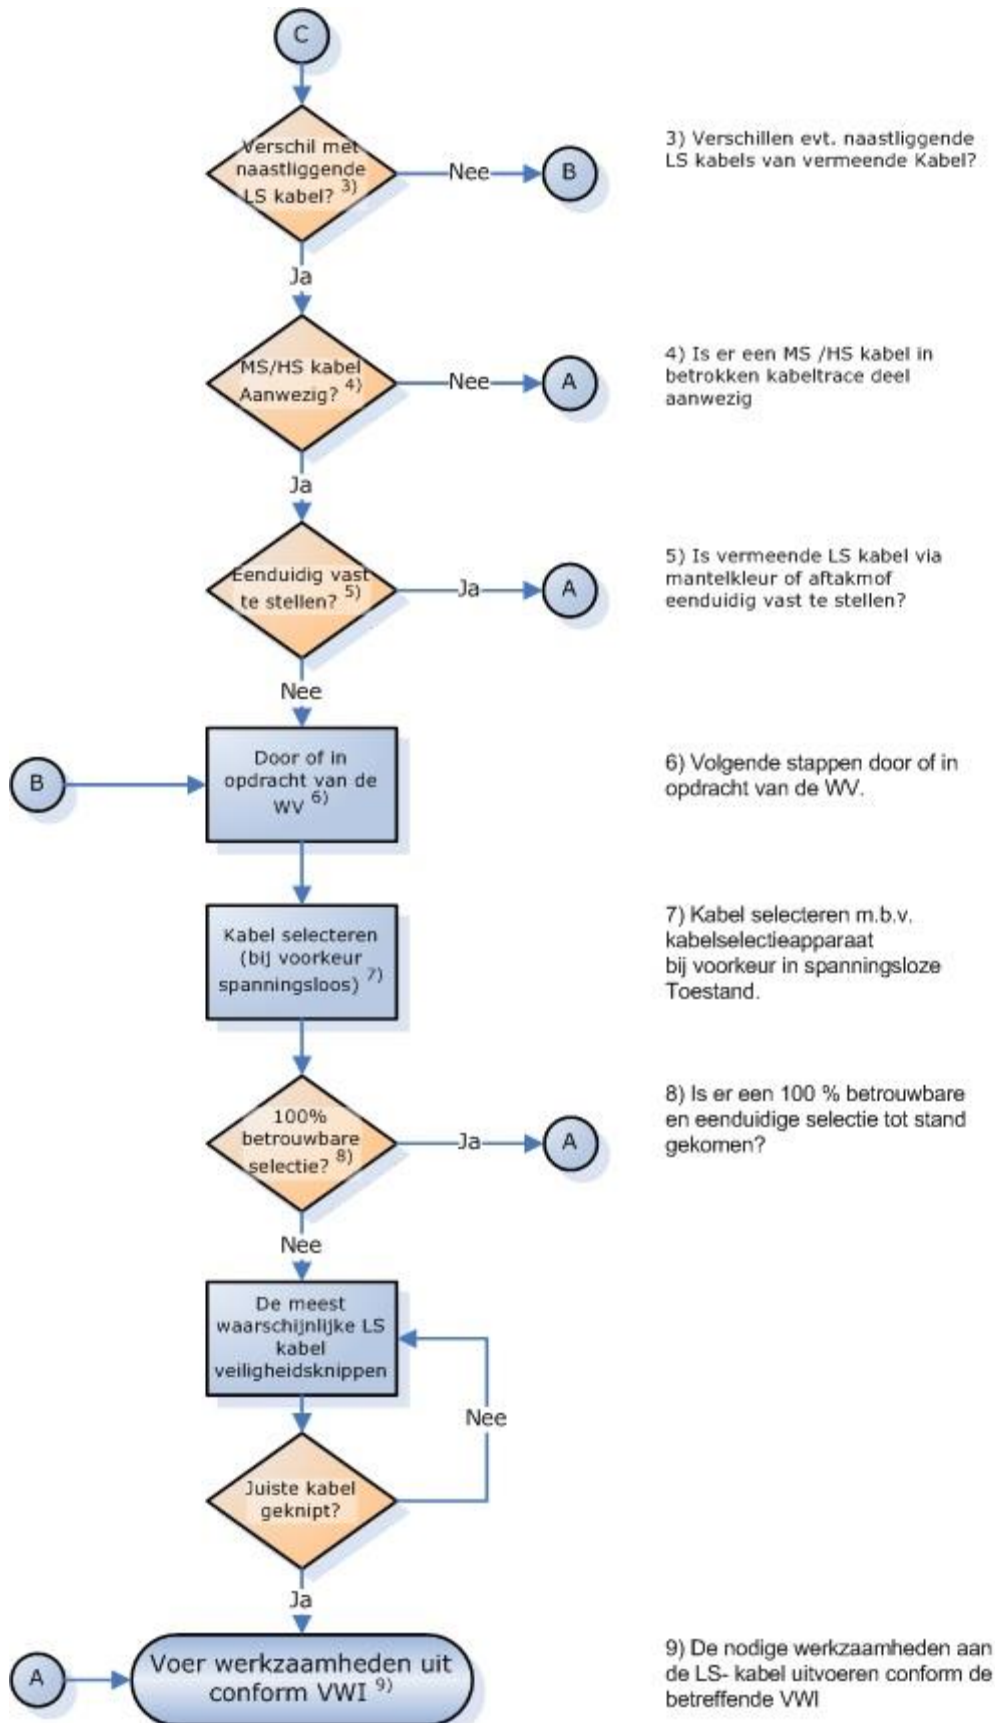 C
Verschil met
naastliggende
LS kabel? 3)
Nee
B
3) Verschillen evt. naastliggende
LS kabels van vermeende Kabel?
Ja
MS/HS kabel
Aanwezig? 4)
Nee
A
4) Is er een MS /HS kabel in
betrokken kabeltrace deel
aanwezig
Ja
Eenduidig vast
te stellen? 5)
Ja
A
5) Is vermeende LS kabel via
mantelkleur of aftakmof
eenduidig vast te stellen?
Nee
B
Door of in
opdracht van de
WV 6)
6) Volgende stappen door of in
opdracht van de WV.
Kabel selecteren
(bij voorkeur
spanningsloos) 7)
7) Kabel selecteren m.b.v.
kabelselectieapparaat
bij voorkeur in spanningsloze
Toestand.
100%
betrouwbare
selectie? 8)
Ja
A
8) Is er een 100 % betrouwbare
en eenduidige selectie tot stand
gekomen?
Nee
De meest
waarschijnlijke LS
kabel
veiligheidsknippen
Nee
Juiste kabel
geknipt?
Ja
A
Voer werkzaamheden uit
conform VWI 9)
9) De nodige werkzaamheden aan
de LS- kabel uitvoeren conform de
betreffende VWI